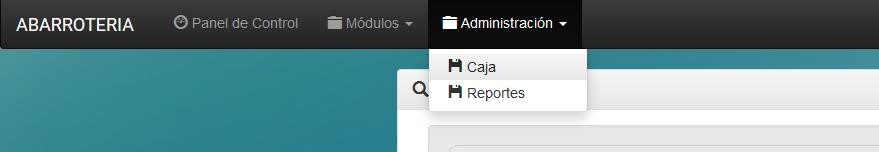 ABARROTERIA Panel de Control Módulos Administración
Caja
Reportes